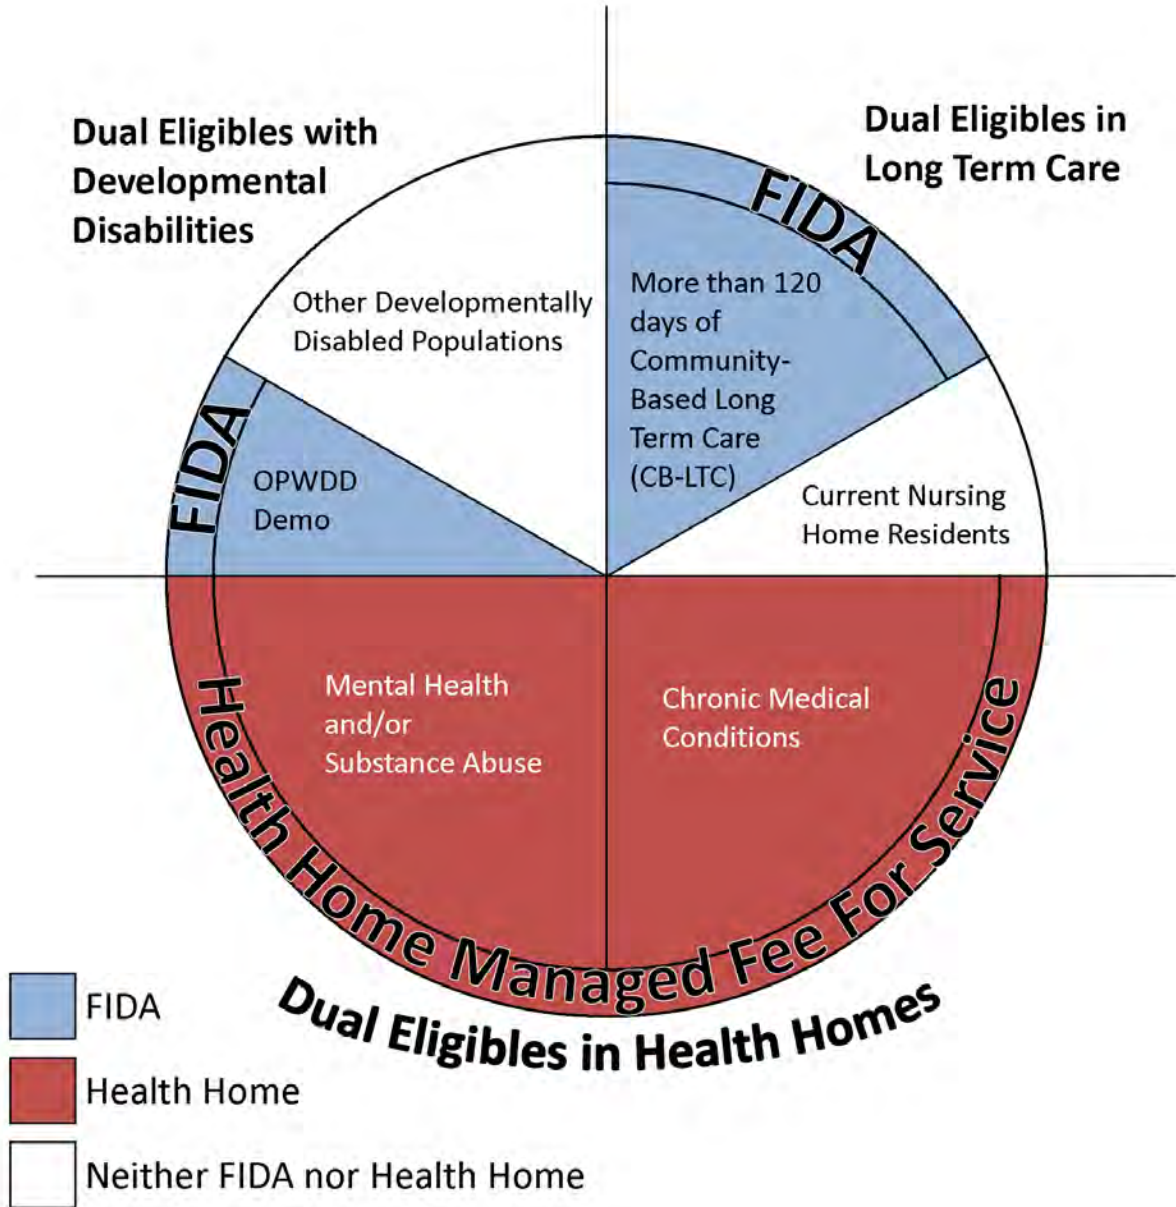 Dual Eligibles with
Developmental
Disabilities
Dual Eligibles in
Long Term Care
FIDA
Other Developmentally
Disabled Populations
More than 120
days of
Community-
Based Long
Term Care
(CB-LTC)
FIDA
OPWDD
Demo
Current Nursing
Home Residents
Mental Health
and/or
Substance Abuse
Chronic Medical
Conditions
Health Home Managed Fee For Service
Dual Eligibles in Health Homes
FIDA
Health Home
Neither FIDA nor Health Home